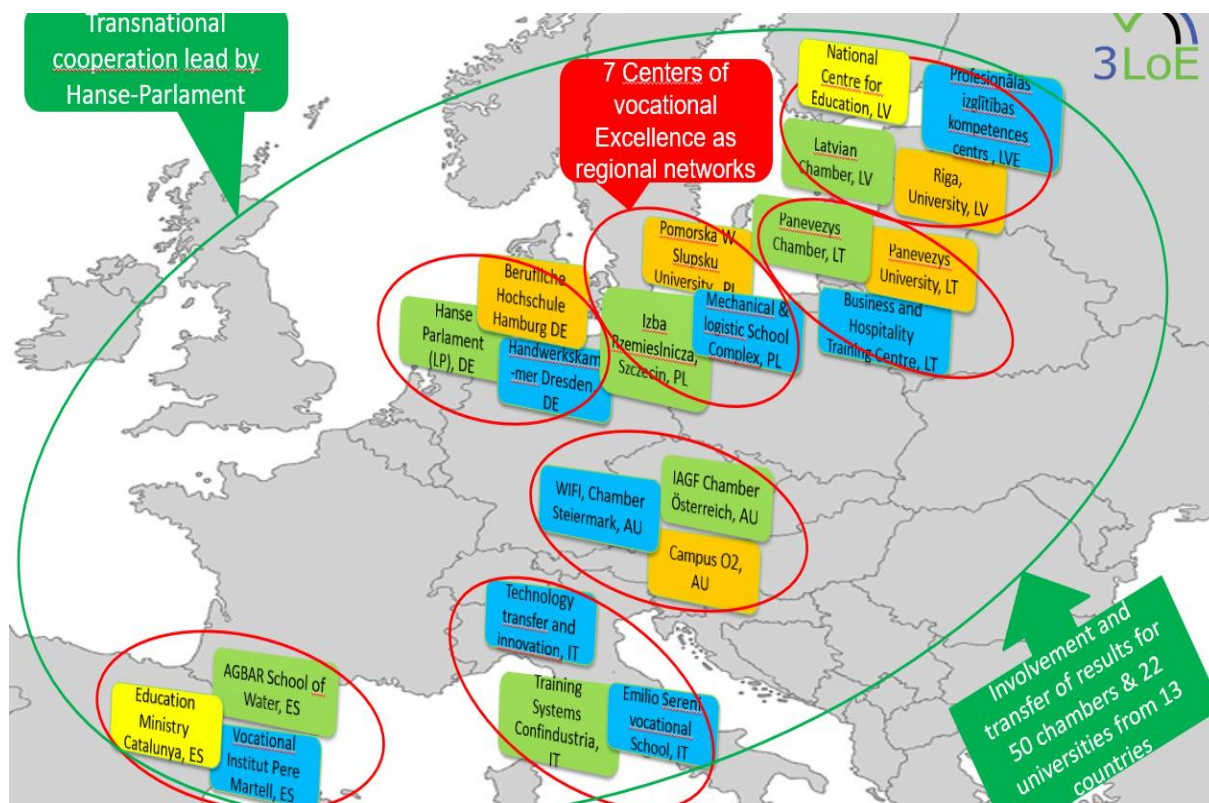 Transnational
cooperation lead by
Hanse-Parlament
7 Centers of
vocational
Excellence as
regional networks
3LoE
National
Centre for
Education, LV
Profesionālās
izglītības
kompetences
centrs , LVE
Latvian
Chamber, LV
Riga,
University, LV
Panevezys
Chamber, LT
Panevezys
University, LT
Business and
Hospitality
Training Centre, LT
Pomorska W
Slupsku
University, PL
Mechanical &
logistic School
Complex, PL
Izba
Rzemieslnicza,
Szczecin, PL
Berufliche
Hochschule
Hamburg DE
Hanse
Parlament
(LP), DE
Handwerkskam
-mer Dresden,
DE
WIFI, Chamber
Steiermark, AU
IAGF Chamber
Österreich, AU
Campus O2,
AU
Technology
transfer and
innovation, IT
Training
Systems
Confindustria,
IT
Emilio Sereni
vocational
School, IT
AGBAR School of
Water, ES
Education
Ministry
Catalunya, ES
Vocational
Institut Pere
Martell, ES
Involvement and
transfer of results for
50 chambers & 22
universities from 13
countries